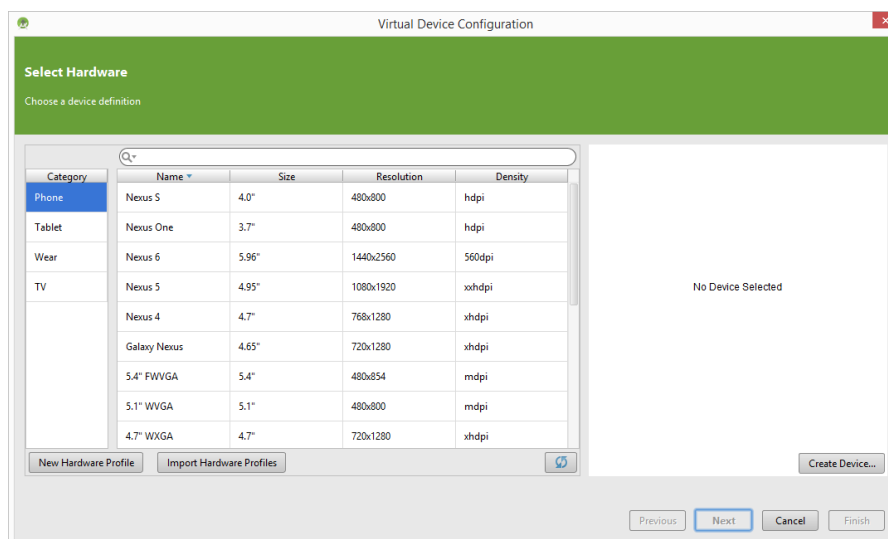 Virtual Device Configuration
x
Select Hardware
Choose a device definition
Category
Phone
Tablet
Wear
TV
Name Size Resolution Density
Nexus S 4.0" 480x800 hdpi
Nexus One 3.7" 480x800 hdpi
Nexus 6 5.96" 1440x2560 560dpi
Nexus 5 4.95" 1080x1920 xxhdpi
Nexus 4 4.7" 768x1280 xhdpi
Galaxy Nexus 4.65" 720x1280 xhdpi
5.4" FWVGA 5.4" 480x854 mdpi
5.1" WVGA 5.1" 480x800 mdpi
4.7" WXGA 4.7" 720x1280 xhdpi
No Device Selected
New Hardware Profile Import Hardware Profiles
Create Device...
Previous Next Cancel Finish